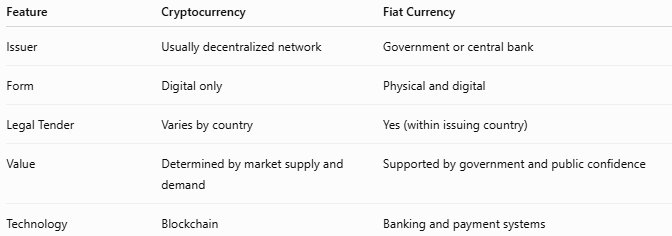 Feature Cryptocurrency Fiat Currency
Issuer Usually decentralized network Government or central bank
Form Digital only Physical and digital
Legal Tender Varies by country Yes (within issuing country)
Value Determined by market supply and Supported by government and public confidence
demand
Technology Blockchain Banking and payment systems